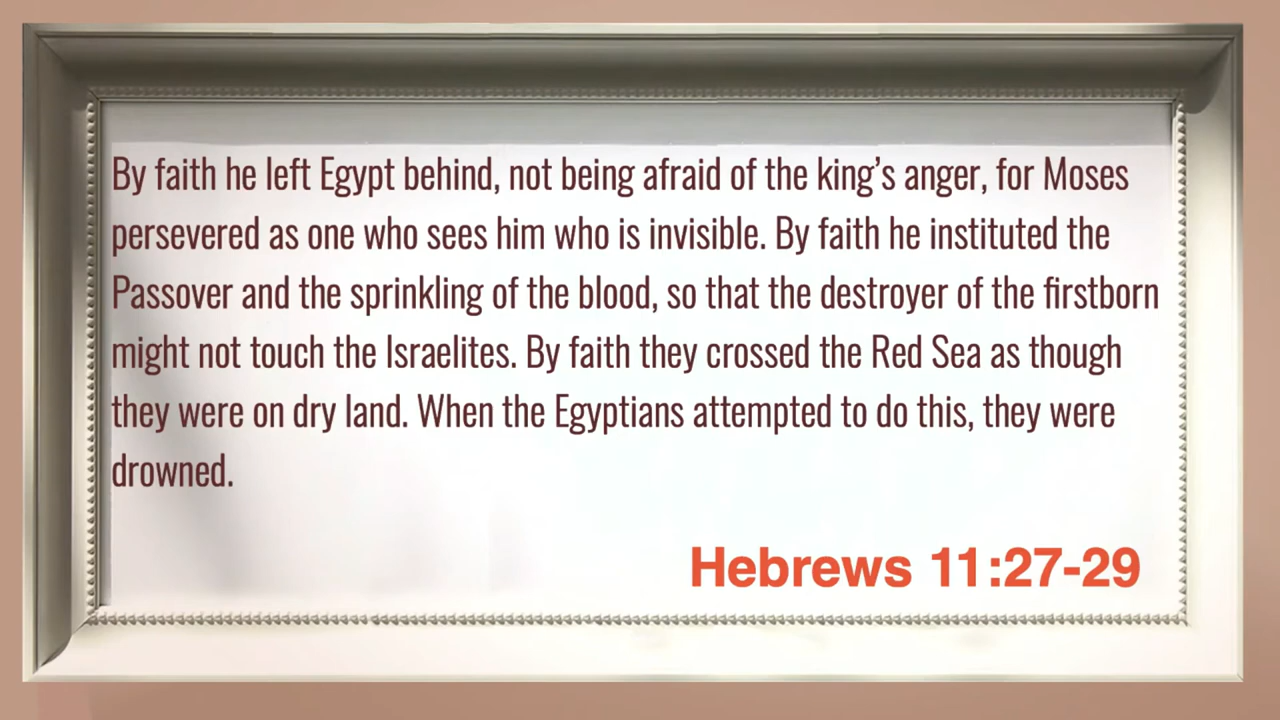 By faith he left Egypt behind, not being afraid of the king’s anger, for Moses
persevered as one who sees him who is invisible. By faith he instituted the
Passover and the sprinkling of the blood, so that the destroyer of the firstborn
might not touch the Israelites. By faith they crossed the Red Sea as though
they were on dry land. When the Egyptians attempted to do this, they were
drowned.
Hebrews 11:27-29